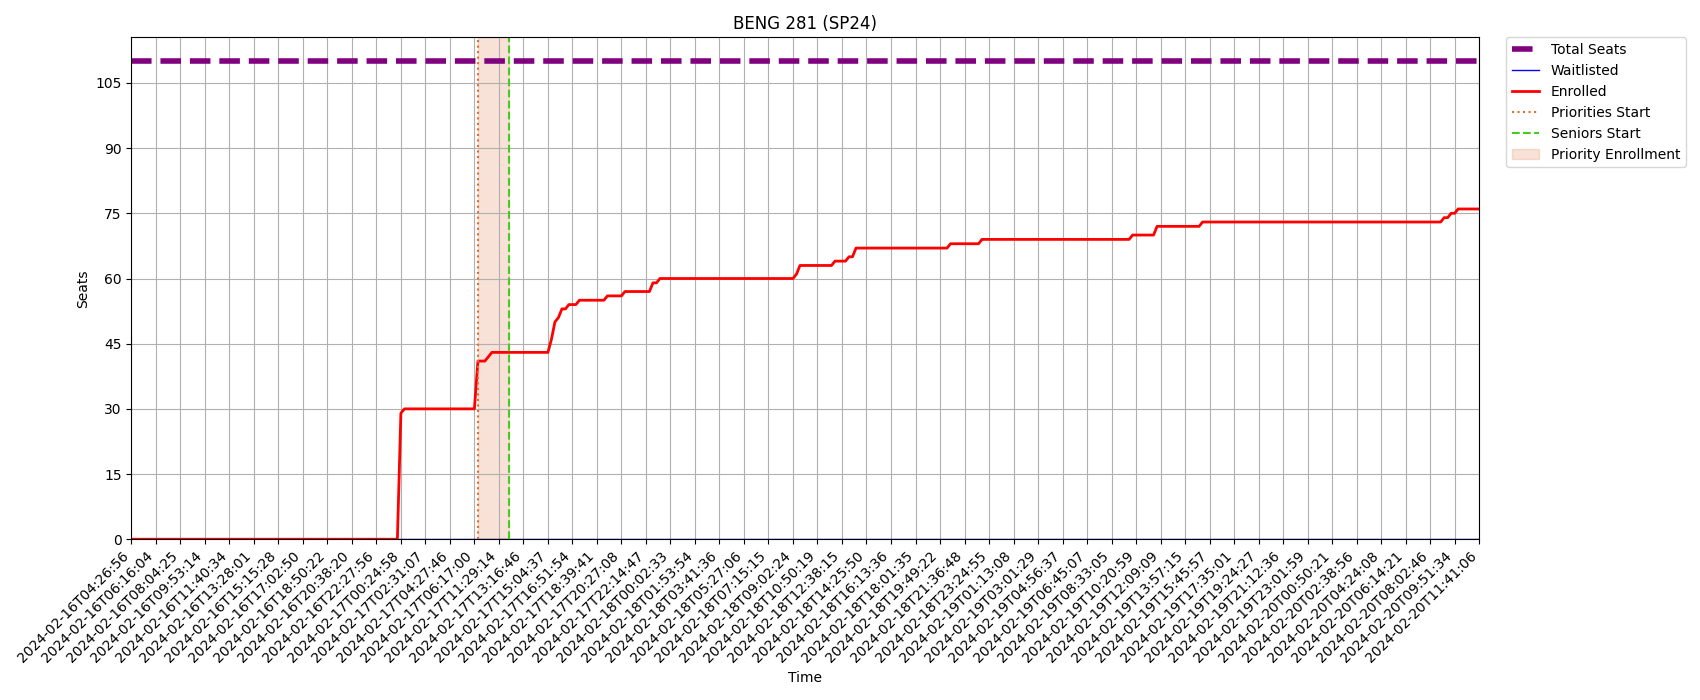 BENG 281 (SP24)
Total Seats
Waitlisted
Enrolled
Priorities Start
Seniors Start
Priority Enrollment
Seats
105
90
75
60
45
30
15
0
2024-02-16T04:26:56
2024-02-16T06:16:04
2024-02-16T08:04:25
2024-02-16T09:53:14
2024-02-16T11:40:34
2024-02-16T13:28:01
2024-02-16T15:15:28
2024-02-16T17:02:50
2024-02-16T18:50:22
2024-02-16T20:38:20
2024-02-16T22:27:56
2024-02-17T00:24:58
2024-02-17T02:31:07
2024-02-17T04:27:46
2024-02-17T06:17:00
2024-02-17T11:29:14
2024-02-17T13:16:46
2024-02-17T15:04:37
2024-02-17T16:51:54
2024-02-17T18:39:41
2024-02-17T20:27:08
2024-02-17T22:14:47
2024-02-18T00:02:33
2024-02-18T01:53:54
2024-02-18T03:41:36
2024-02-18T05:27:06
2024-02-18T07:15:15
2024-02-18T09:02:24
2024-02-18T10:50:19
2024-02-18T12:38:15
2024-02-18T14:25:50
2024-02-18T16:13:36
2024-02-18T18:01:35
2024-02-18T19:49:22
2024-02-18T21:36:48
2024-02-18T23:24:55
2024-02-19T01:13:08
2024-02-19T03:01:29
2024-02-19T04:56:37
2024-02-19T06:45:07
2024-02-19T08:33:05
2024-02-19T10:20:59
2024-02-19T12:09:09
2024-02-19T13:57:15
2024-02-19T15:45:57
2024-02-19T17:35:01
2024-02-19T19:24:27
2024-02-19T21:12:36
2024-02-19T23:01:59
2024-02-20T00:50:21
2024-02-20T02:38:56
2024-02-20T04:24:08
2024-02-20T06:14:21
2024-02-20T08:02:46
2024-02-20T09:51:34
2024-02-20T11:41:06
Time